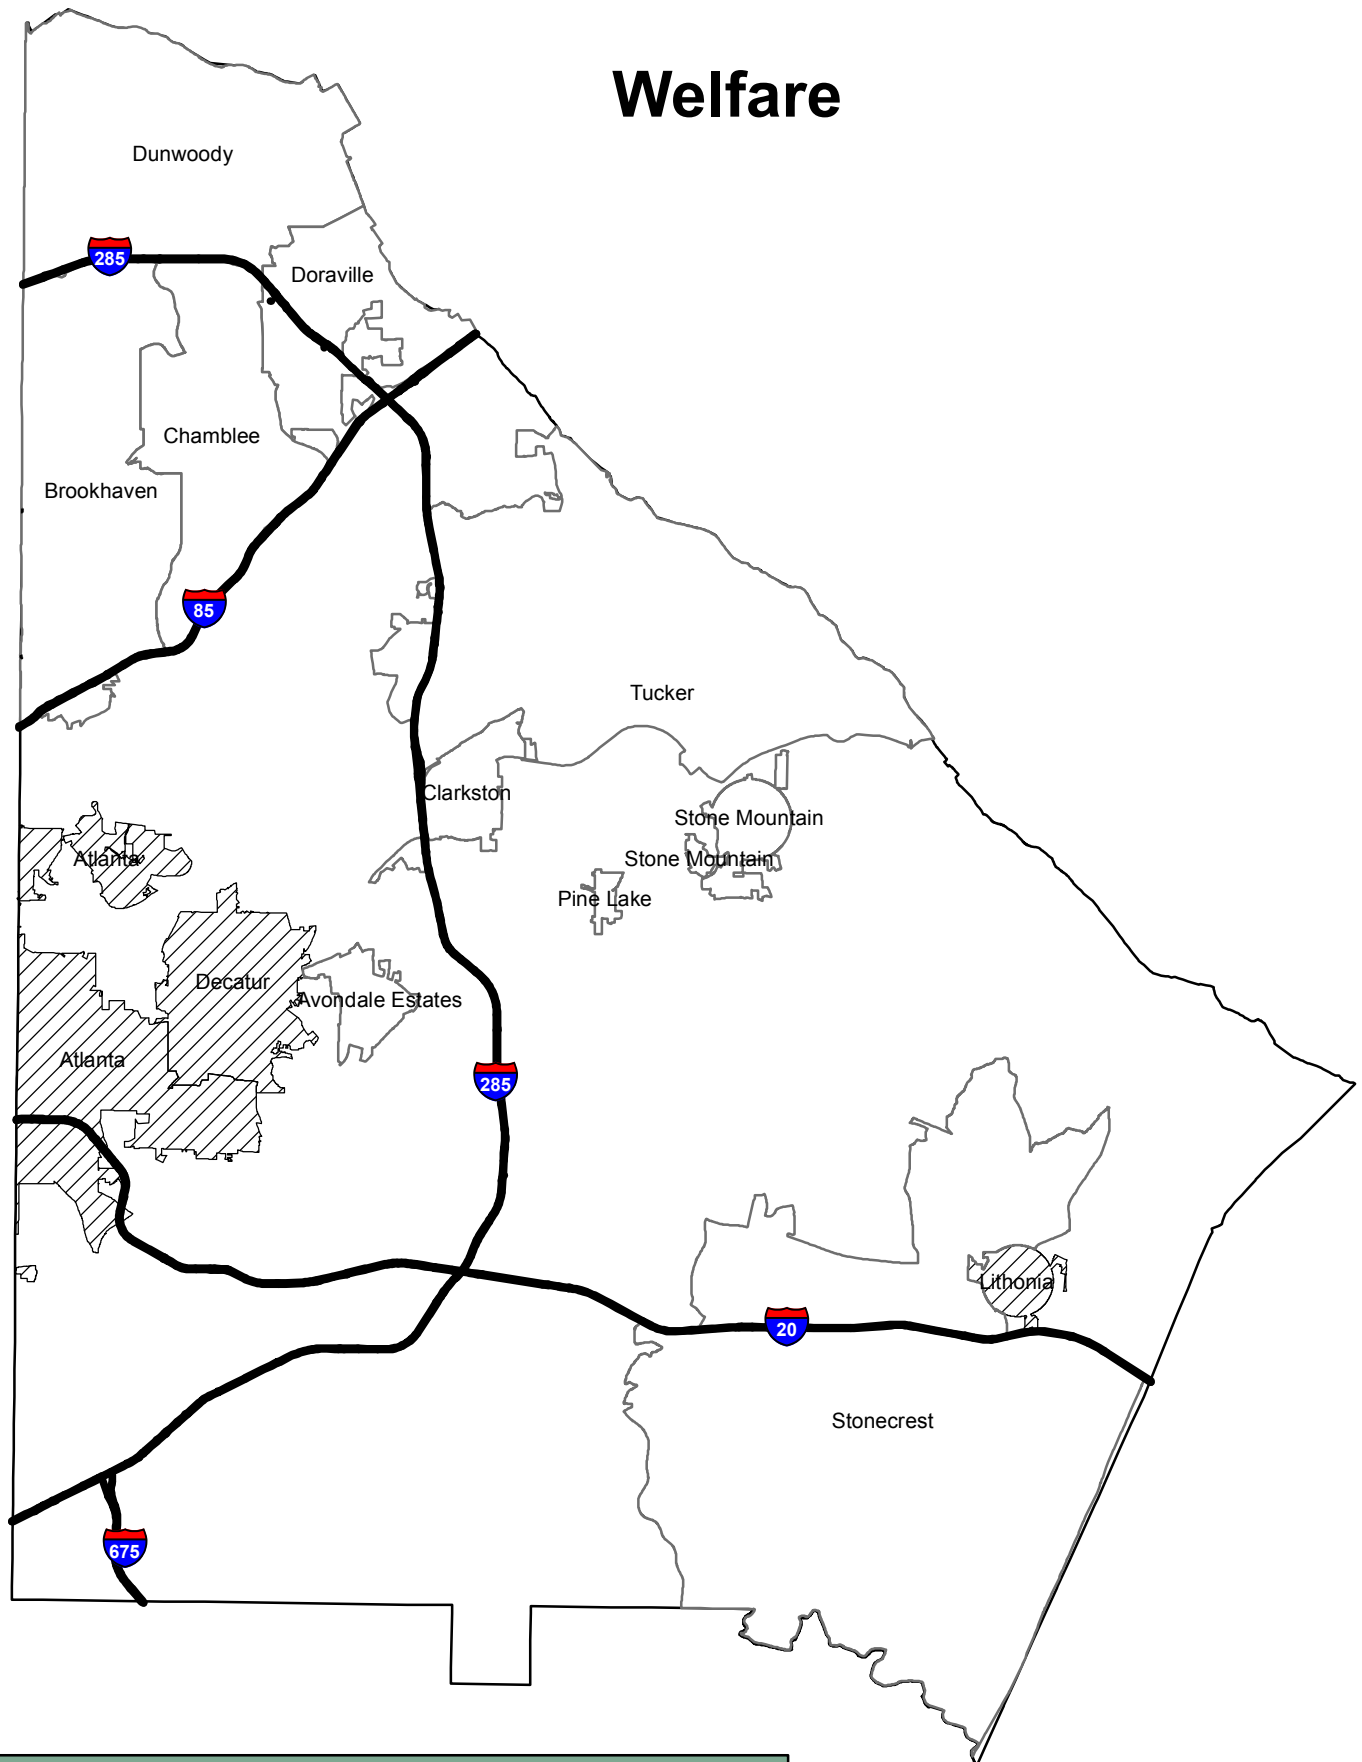 Welfare
Dunwoody
285
Doraville
Chamblee
Brookhaven
85
Tucker
Clarkston
Stone Mountain
Atlanta
Stone Mountain
Pine Lake
Decatur
Avondale Estates
Atlanta
285
Lithonia
20
Stonecrest
675